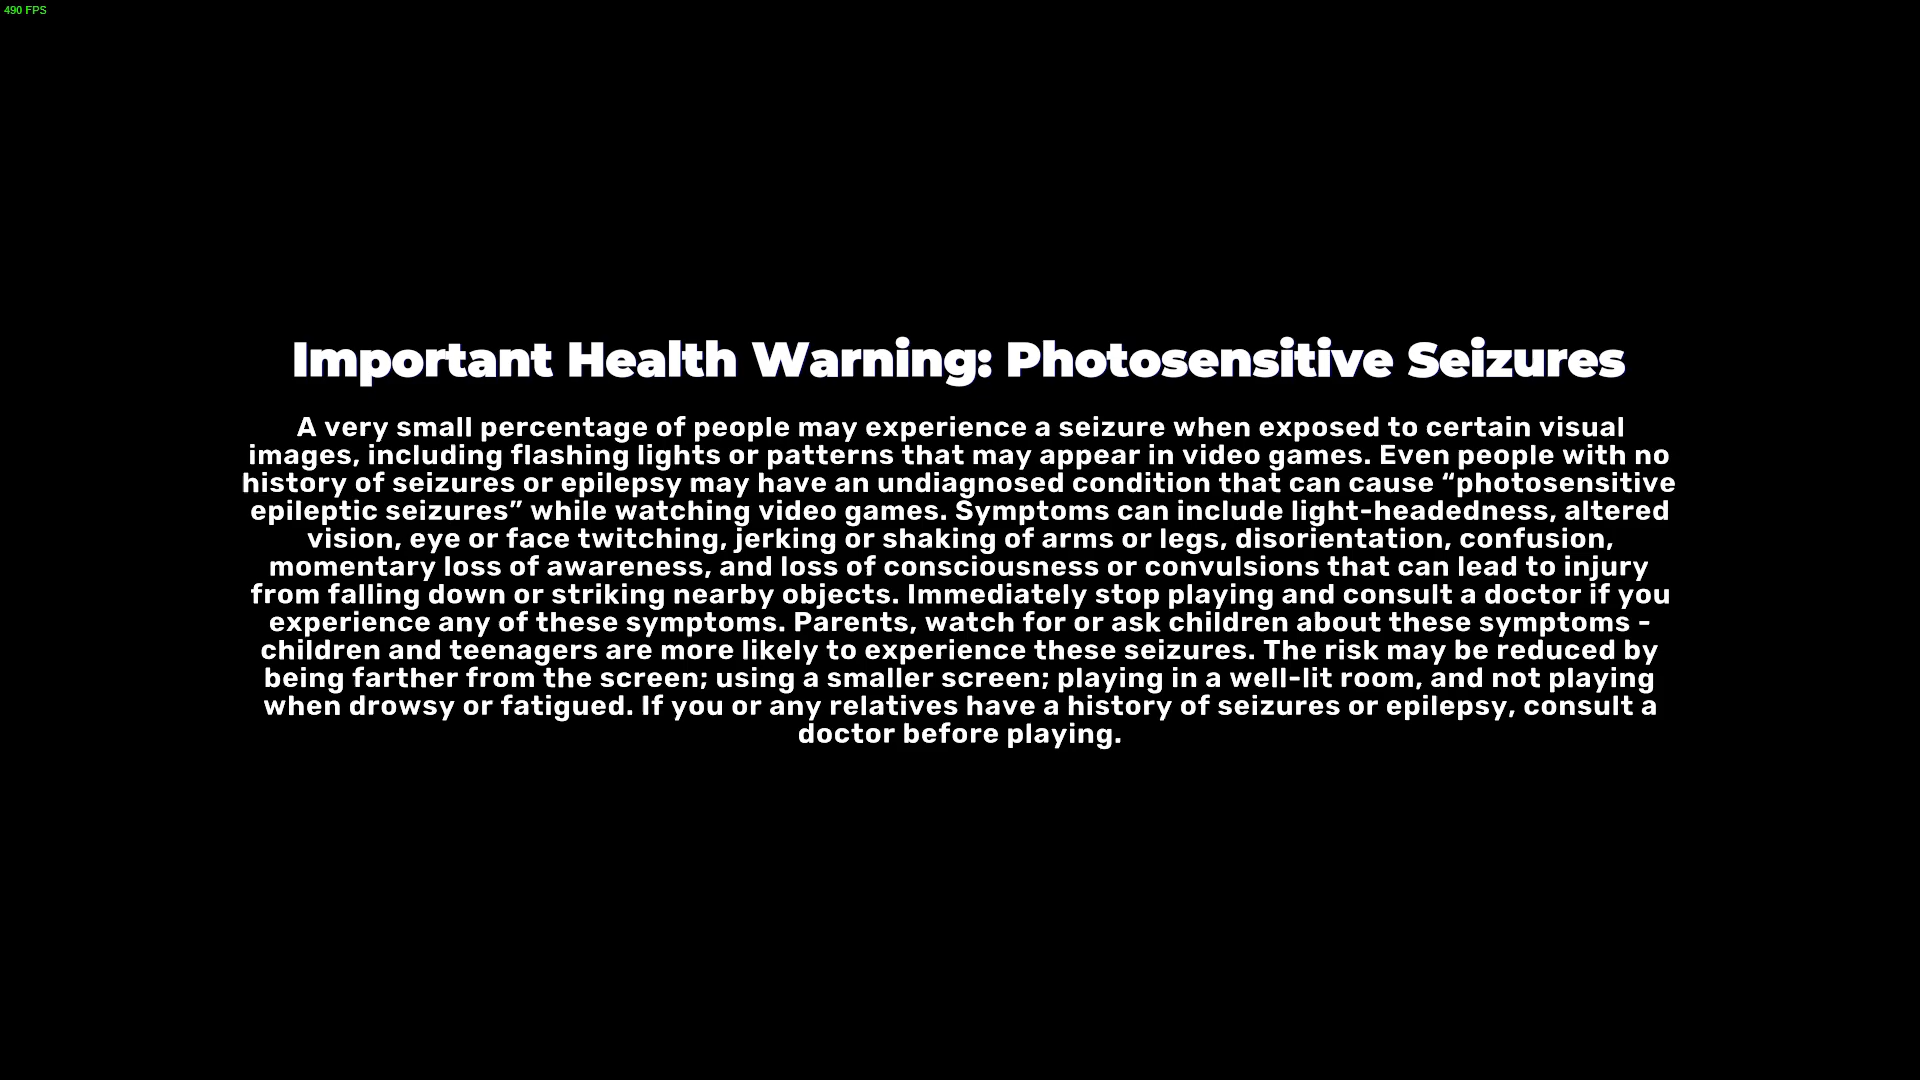 490 FPS
Important Health Warning: Photosensitive Seizures
A very small percentage of people may experience a seizure when exposed to certain visual
images, including flashing lights or patterns that may appear in video games. Even people with no
history of seizures or epilepsy may have an undiagnosed condition that can cause “photosensitive
epileptic seizures” while watching video games. Symptoms can include light-headedness, altered
vision, eye or face twitching, jerking or shaking of arms or legs, disorientation, confusion,
momentary loss of awareness, and loss of consciousness or convulsions that can lead to injury
from falling down or striking nearby objects. Immediately stop playing and consult a doctor if you
experience any of these symptoms. Parents, watch for or ask children about these symptoms -
children and teenagers are more likely to experience these seizures. The risk may be reduced by
being farther from the screen; using a smaller screen; playing in a well-lit room, and not playing
when drowsy or fatigued. If you or any relatives have a history of seizures or epilepsy, consult a
doctor before playing.